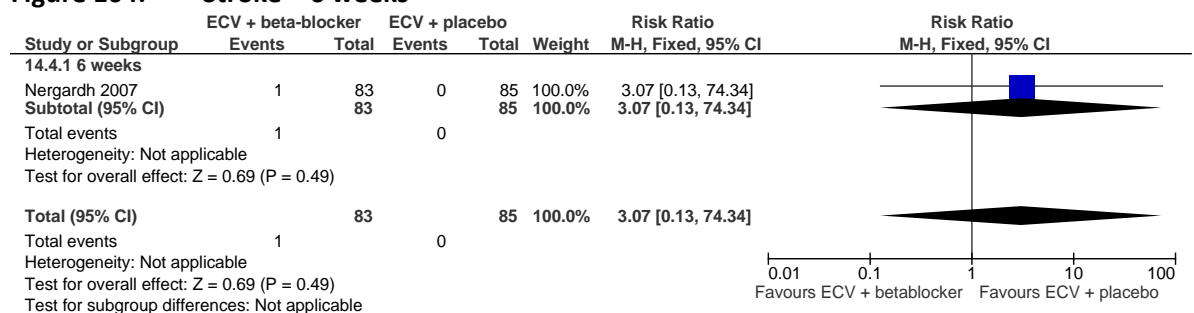 ECV + beta-blocker ECV + placebo Risk Ratio Risk Ratio
Study or Subgroup Events Total Events Total Weight M-H, Fixed, 95% CI M-H, Fixed, 95% CI
14.4.1 6 weeks
Nergardh 2007 1 83 0 85 100.0% 3.07 [0.13, 74.34]
Subtotal (95% CI) 83 85 100.0% 3.07 [0.13, 74.34]
Total events 1 0
Heterogeneity: Not applicable
Test for overall effect: Z = 0.69 (P = 0.49)
Total (95% CI) 83 85 100.0% 3.07 [0.13, 74.34]
Total events 1 0
Heterogeneity: Not applicable
Test for overall effect: Z = 0.69 (P = 0.49)
Test for subgroup differences: Not applicable
0.01 0.1 1 10 100
Favours ECV + betablocker Favours ECV + placebo